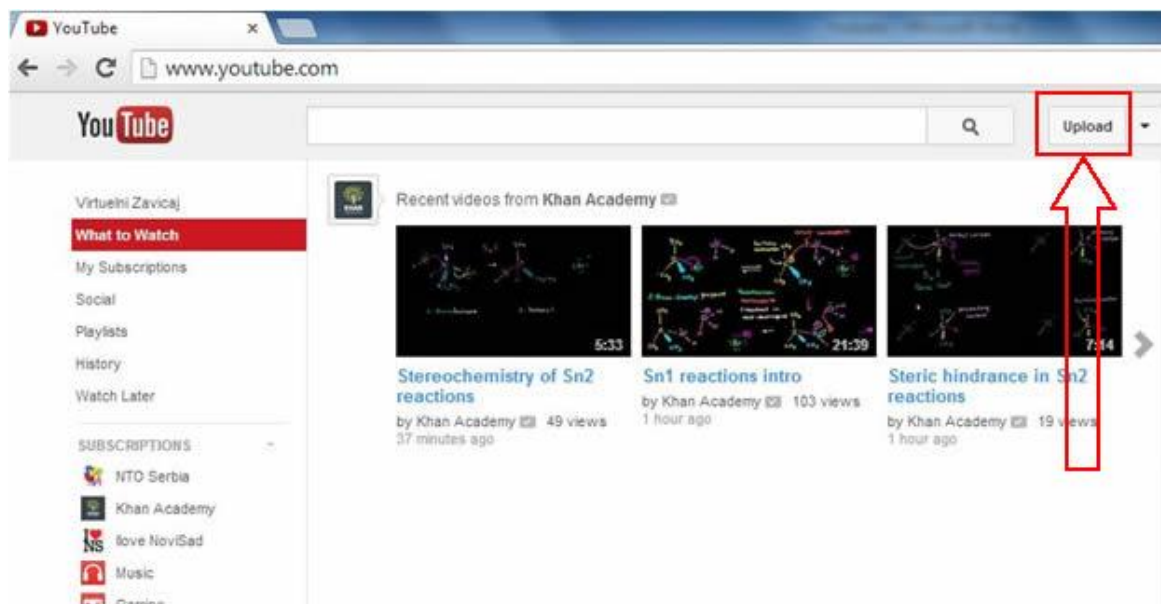 YouTube
www.youtube.com
YouTube
Upload
Virtuelni Zavicaj
What to Watch
My Subscriptions
Social
Playlists
History
Watch Later
SUBSCRIPTIONS
NTO Serbia
Khan Academy
Ilove NoviSad
Music
Gaming
Recent videos from Khan Academy
5:33
Stereochemistry of Sn2
reactions
by Khan Academy 49 views
37 minutes ago
21:39
Sn1 reactions intro
by Khan Academy 103 views
1 hour ago
7:14
Steric hindrance in Sn2
reactions
by Khan Academy 19 views
1 hour ago